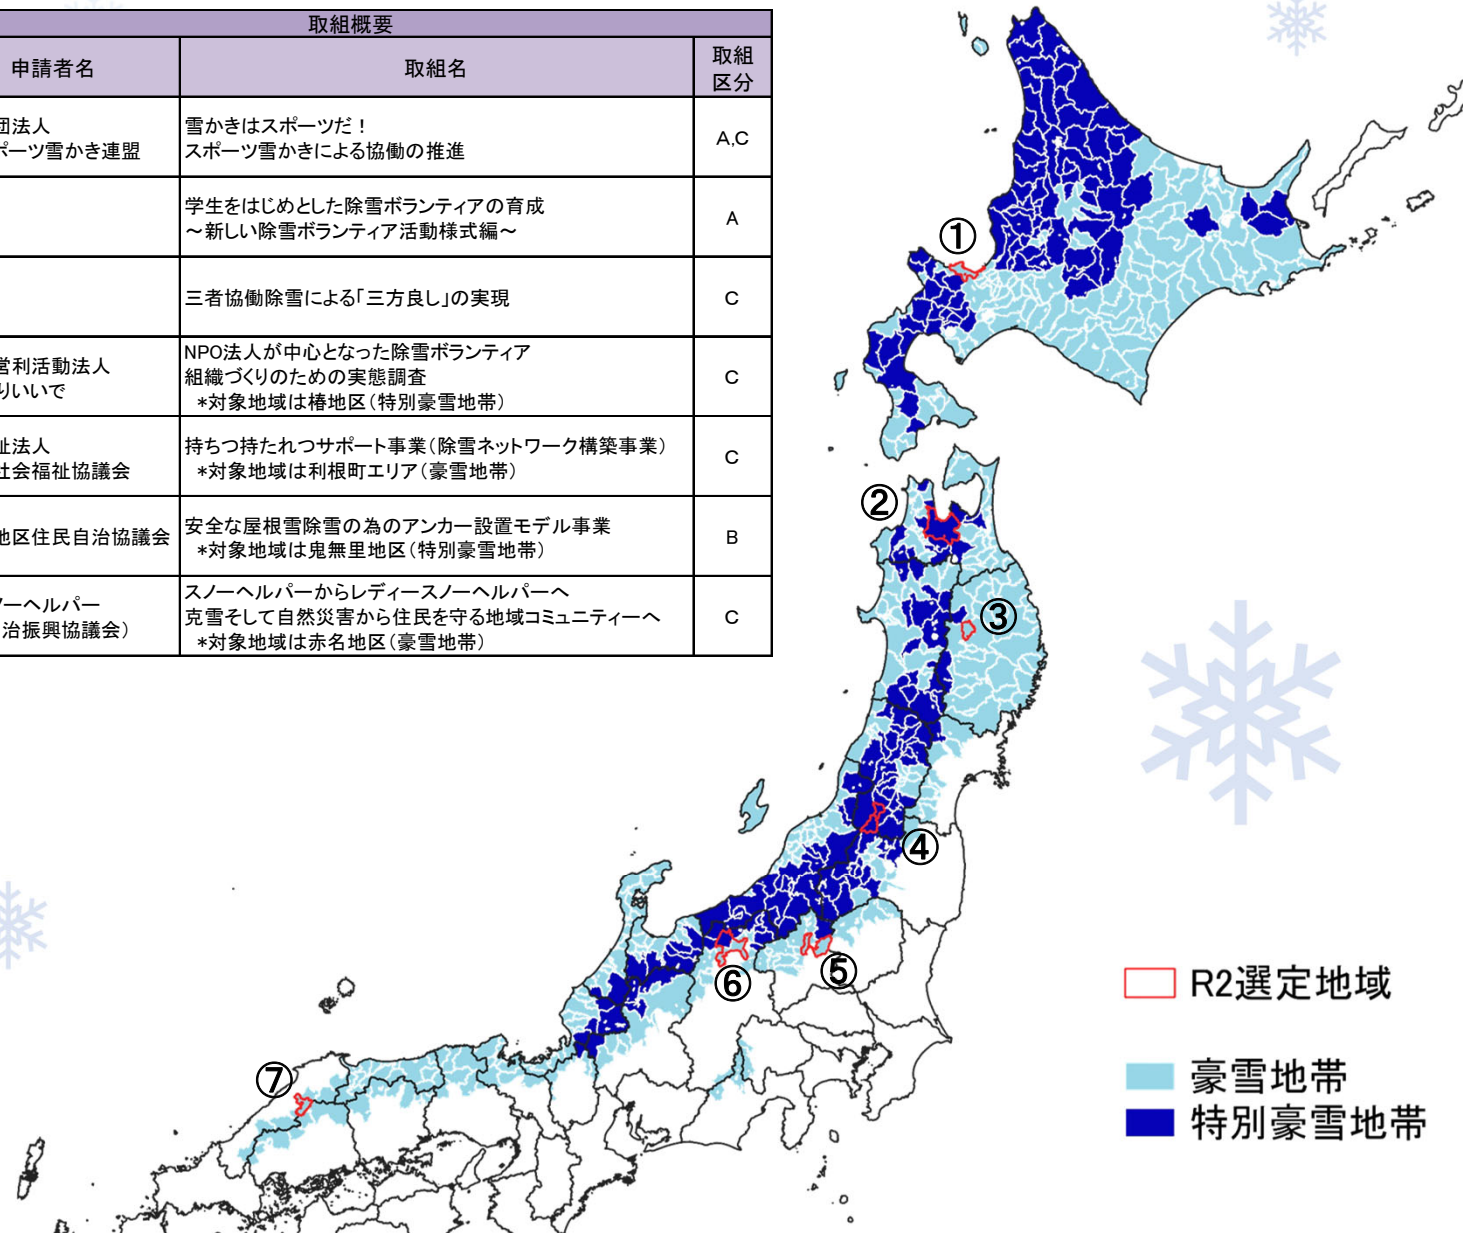 取組概要
申請者名
取組名
取組
区分
団法人
ポーツ雪かき連盟
雪かきはスポーツだ！
スポーツ雪かきによる協働の推進
A,C
学生をはじめとした除雪ボランティアの育成
～新しい除雪ボランティア活動様式編～
A
三者協働除雪による「三方良し」の実現
C
営利活動法人
りいいで
NPO法人が中心となった除雪ボランティア
組織づくりのための実態調査
*対象地域は椿地区（特別豪雪地帯）
C
祉法人
社会福祉協議会
持ちつ持たれつサポート事業（除雪ネットワーク構築事業）
*対象地域は利根町エリア（豪雪地帯）
C
地区住民自治協議会
安全な屋根雪除雪の為のアンカー設置モデル事業
*対象地域は鬼無里地区（特別豪雪地帯）
B
ノーヘルパー
治振興協議会）
スノーヘルパーからレディースノーヘルパーへ
克雪そして自然災害から住民を守る地域コミュニティーへ
*対象地域は赤名地区（豪雪地帯）
C
①
②
③
④
⑤
⑥
⑦
R2選定地域
豪雪地帯
特別豪雪地帯